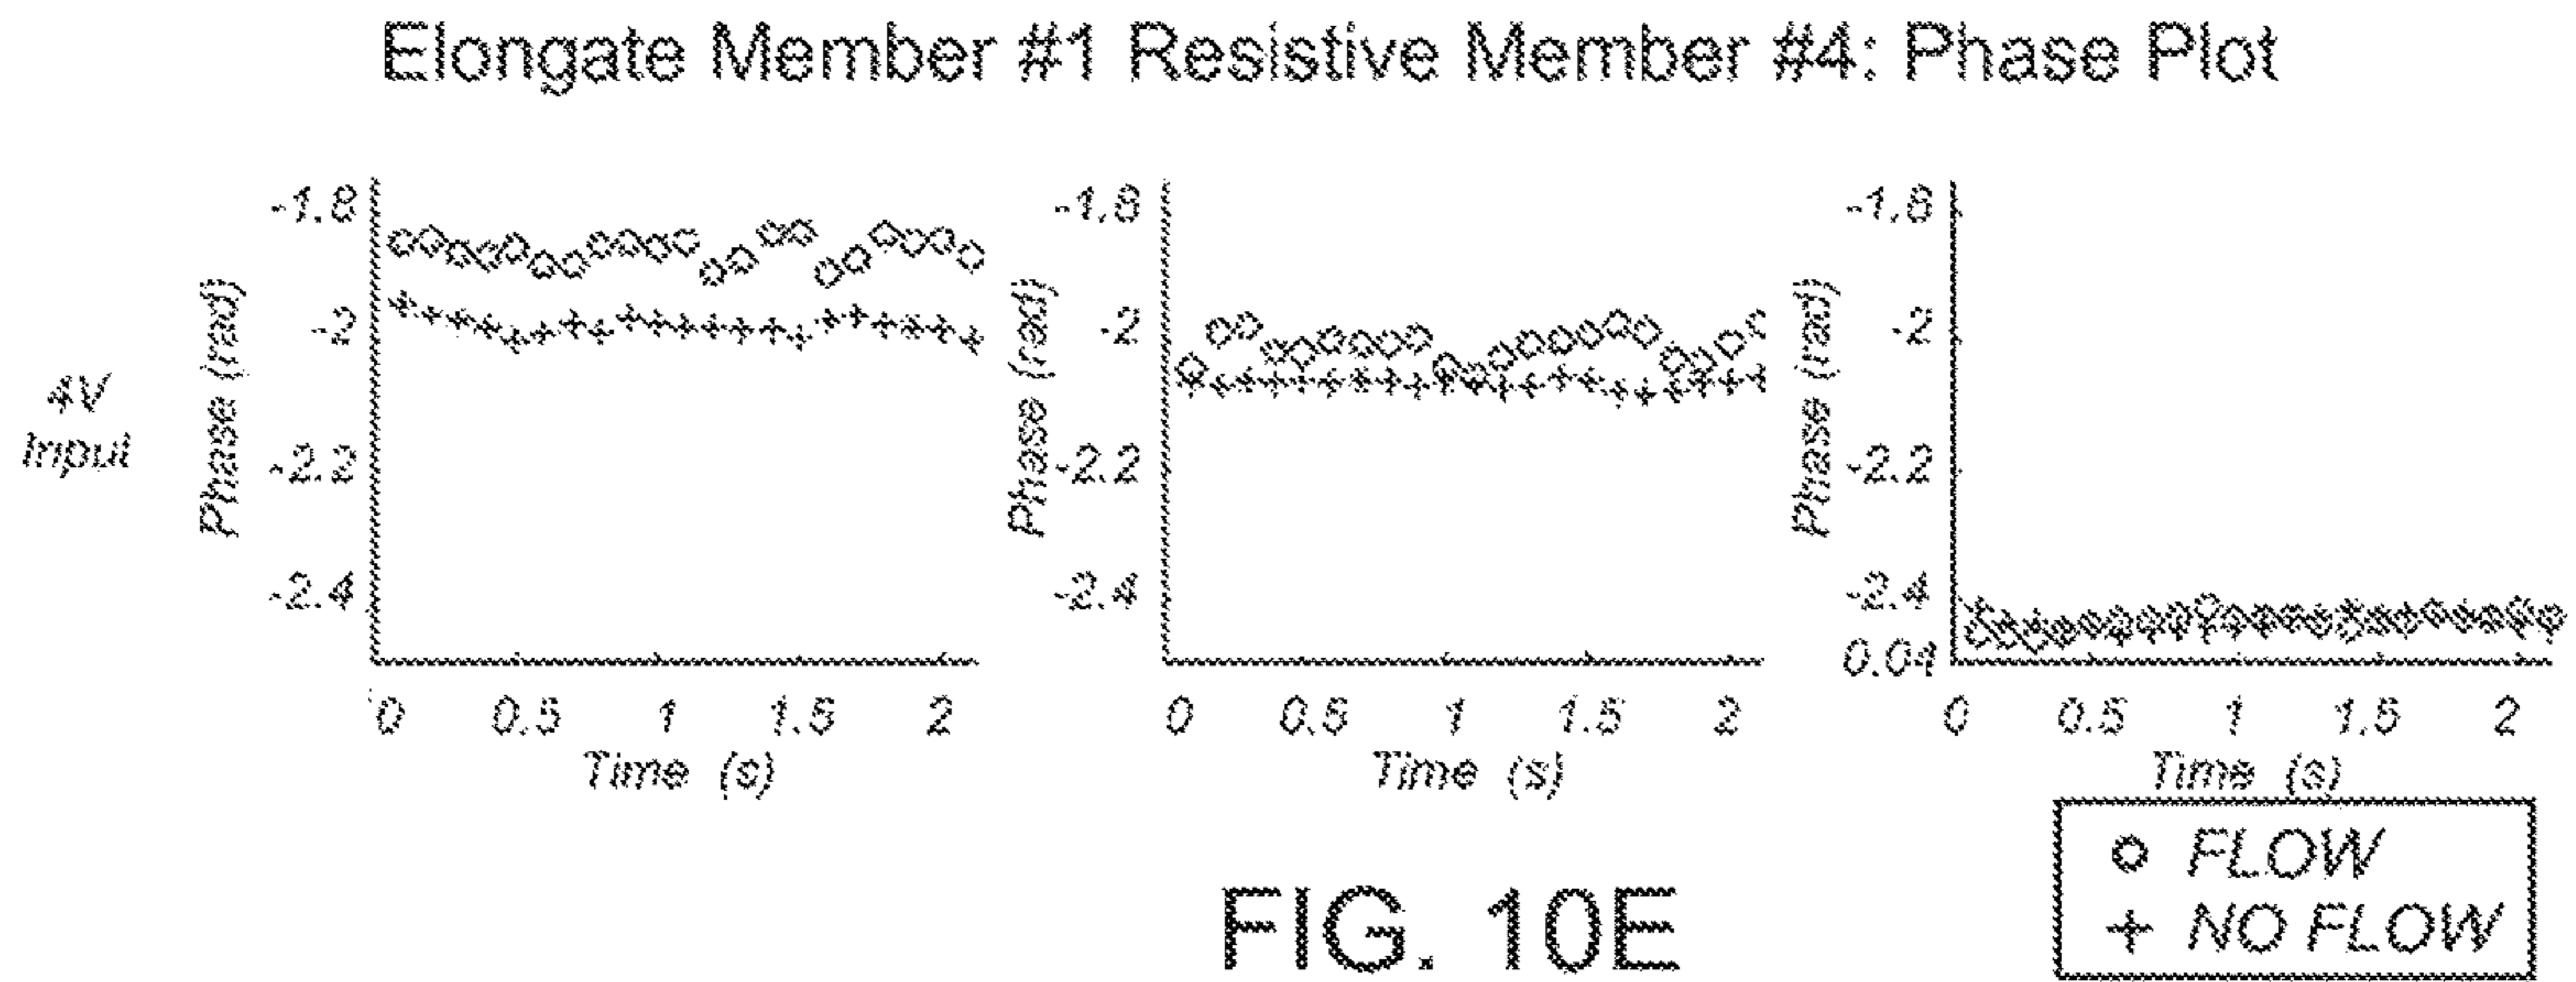 Elongate Member #1 Resistive Member #4: Phase Plot
4V
Input
Phase (rad)
-1.8
-2
-2.2
-2.4
0 0.5 1 1.5 2
Time (s)
Phase (rad)
-1.8
-2
-2.2
-2.4
0 0.5 1 1.5 2
Time (s)
Phase (rad)
-1.8
-2
-2.2
-2.4
0.04
0 0.5 1 1.5 2
Time (s)
FLOW
NO FLOW
FIG. 10E